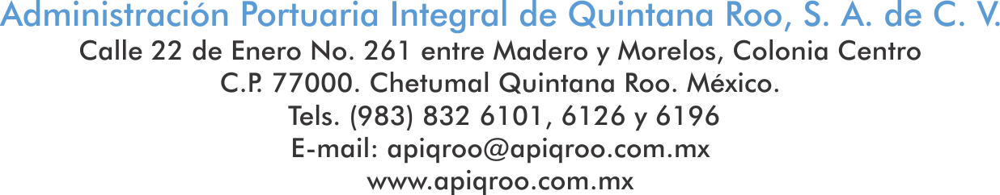 Administración Portuaria Integral de Quintana Roo, S. A. de C. V.
Calle 22 de Enero No. 261 entre Madero y Morelos, Colonia Centro
C.P. 77000. Chetumal Quintana Roo. México.
Tels. (983) 832 6101, 6126 y 6196
E-mail: apiqroo@apiqroo.com.mx
www.apiqroo.com.mx